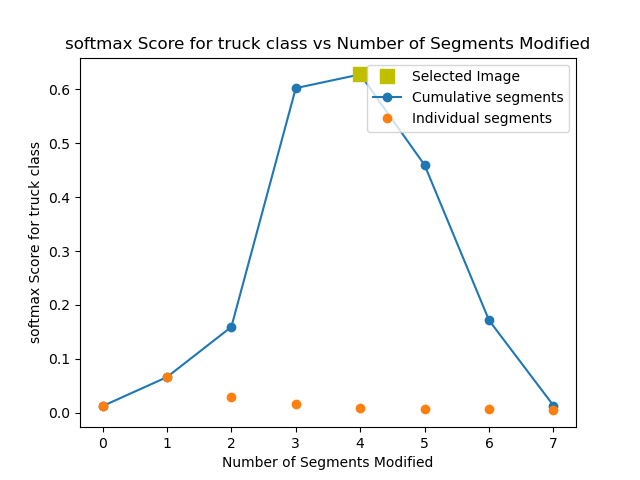 softmax Score for truck class vs Number of Segments Modified
Selected Image
Cumulative segments
Individual segments
softmax Score for truck class
0.6
0.5
0.4
0.3
0.2
0.1
0.0
0 1 2 3 4 5 6 7
Number of Segments Modified